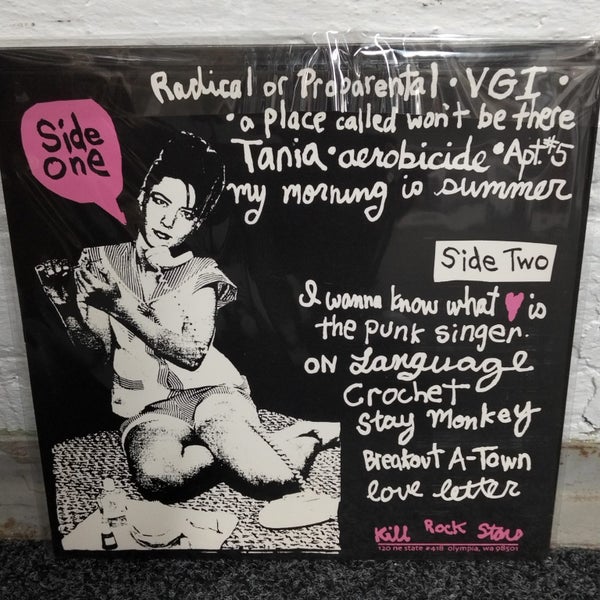 Side
one
Radical or Proparental • VGI •
• a place called won't be there
Tania • aerobicide • Apt. #5
my morning is summer
Side Two
I wanna know what ♥ is
the punk singer.
ON Language
Crochet
Stay Monkey
Breakout A-Town
love letter
Kill Rock Stars
120 ne state #418 olympia, wa 98501